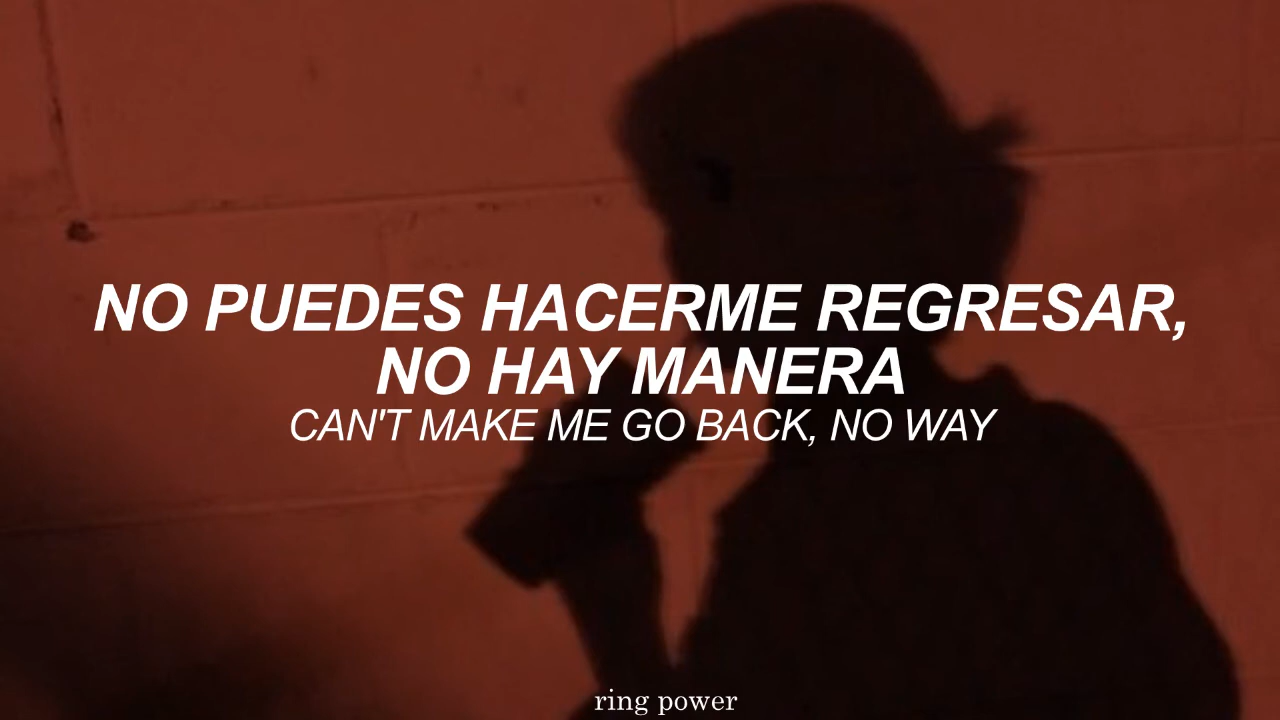 NO PUEDES HACERME REGRESAR,
NO HAY MANERA
CAN'T MAKE ME GO BACK, NO WAY
ring power